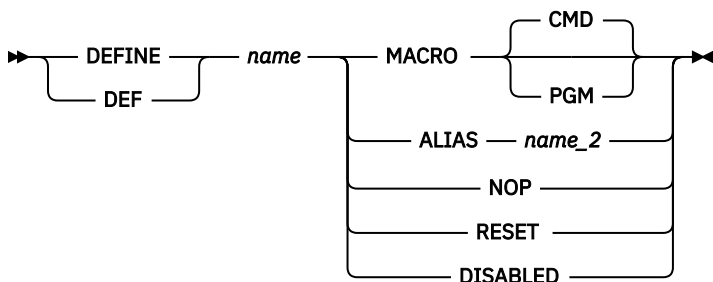 CMD
DEFINE name MACRO
DEF PGM
ALIAS name_2
NOP
RESET
DISABLED